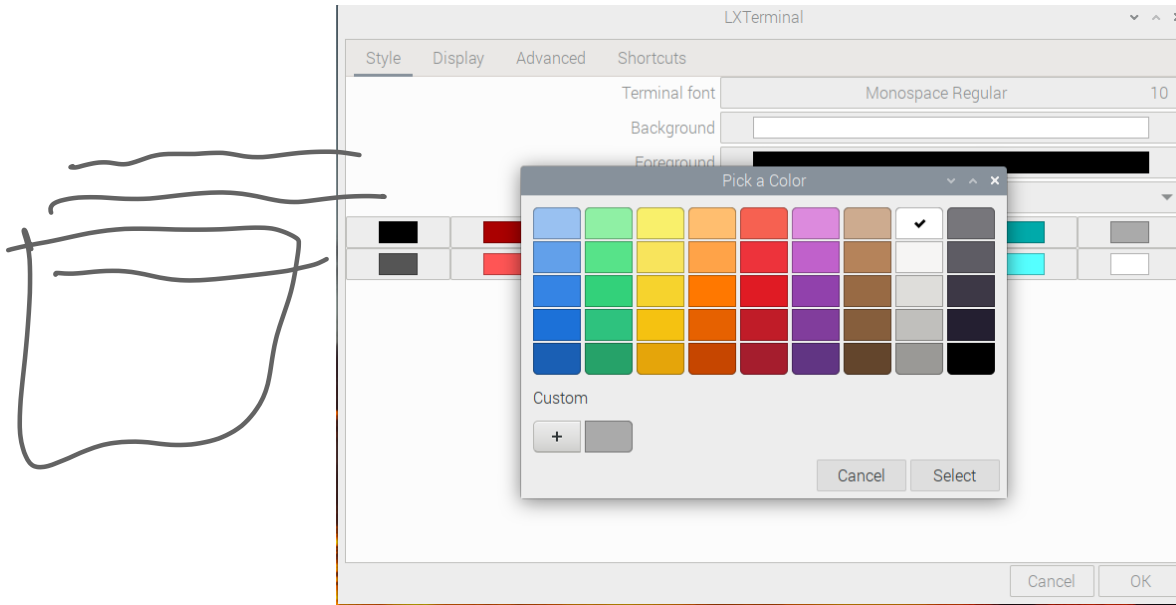 LXTerminal
Style Display Advanced Shortcuts
Terminal font Monospace Regular 10
Background
Foreground
Pick a Color
Custom
+
Cancel Select
Cancel OK